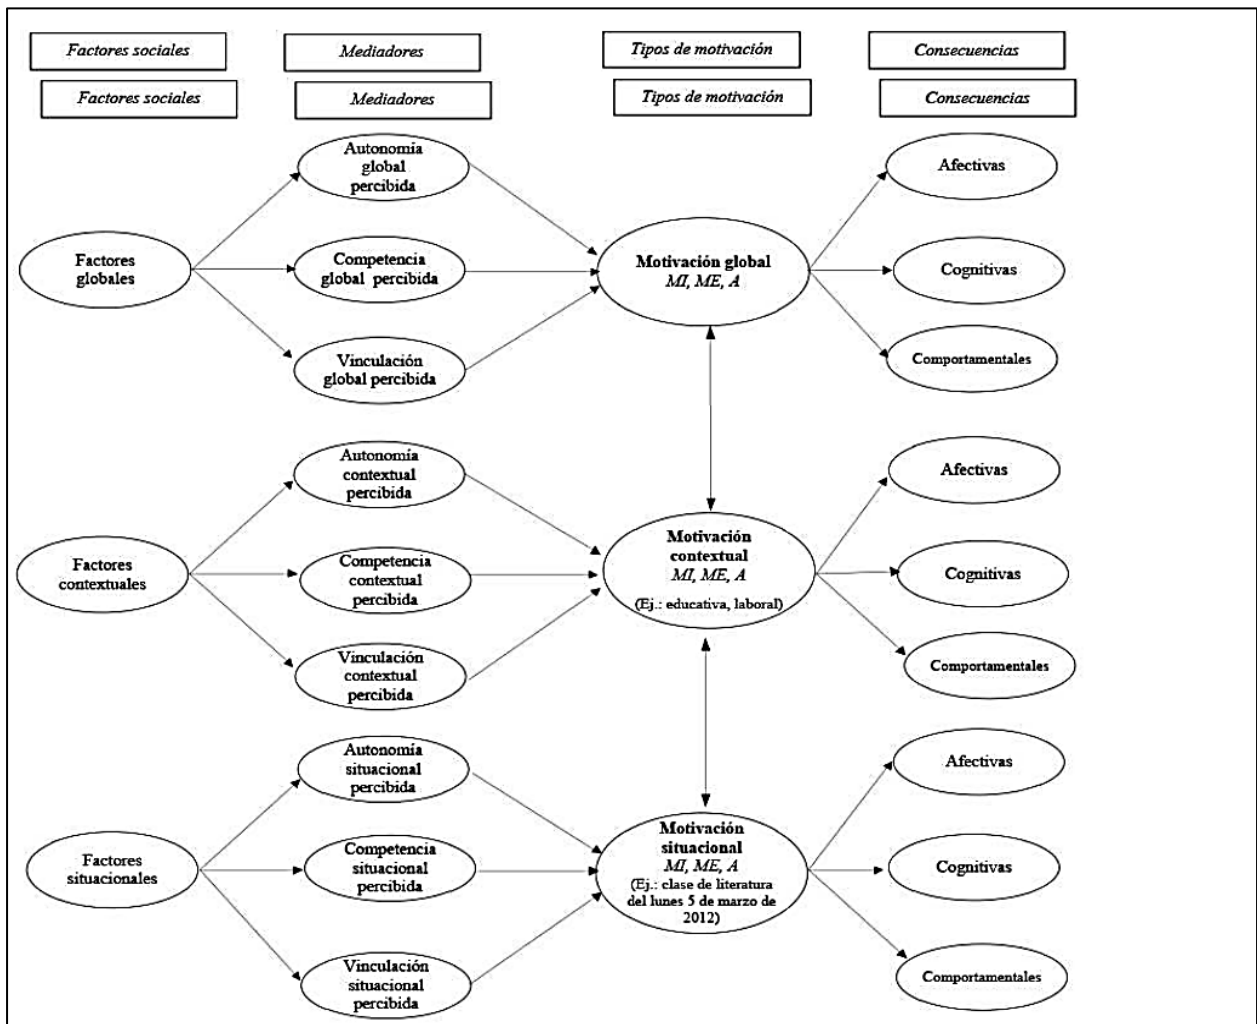 Factores sociales
Mediadores
Tipos de motivación
Consecuencias
Factores sociales
Mediadores
Tipos de motivación
Consecuencias
Factores
globales
Autonomía
global
percibida
Competencia
global percibida
Vinculación
global percibida
Motivación global
MI, ME, A
Afectivas
Cognitivas
Comportamentales
Factores
contextuales
Autonomía
contextual
percibida
Competencia
contextual
percibida
Vinculación
contextual
percibida
Motivación
contextual
MI, ME, A
(Ej.: educativa, laboral)
Afectivas
Cognitivas
Comportamentales
Factores
situacionales
Autonomía
situacional
percibida
Competencia
situacional
percibida
Vinculación
situacional
percibida
Motivación
situacional
MI, ME, A
(Ej.: clase de literatura
del lunes 5 de marzo de
2012)
Afectivas
Cognitivas
Comportamentales